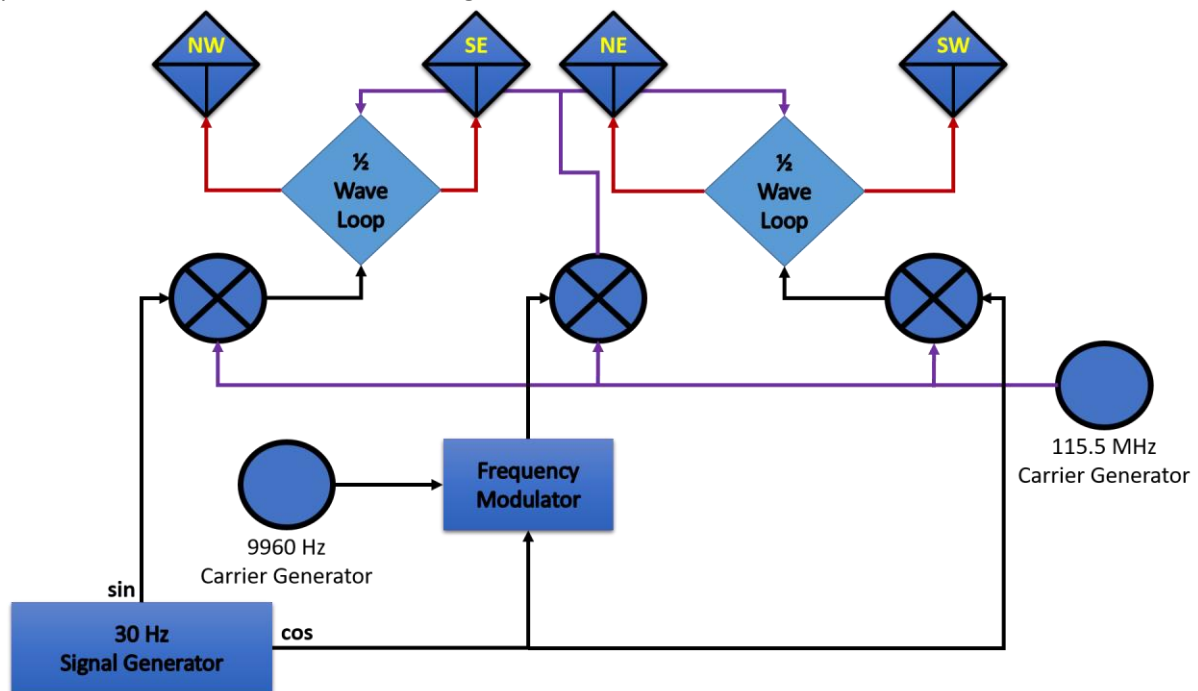 NW
SE
NE
SW
½
Wave
Loop
½
Wave
Loop
115.5 MHz
Carrier Generator
Frequency
Modulator
9960 Hz
Carrier Generator
sin
cos
30 Hz
Signal Generator